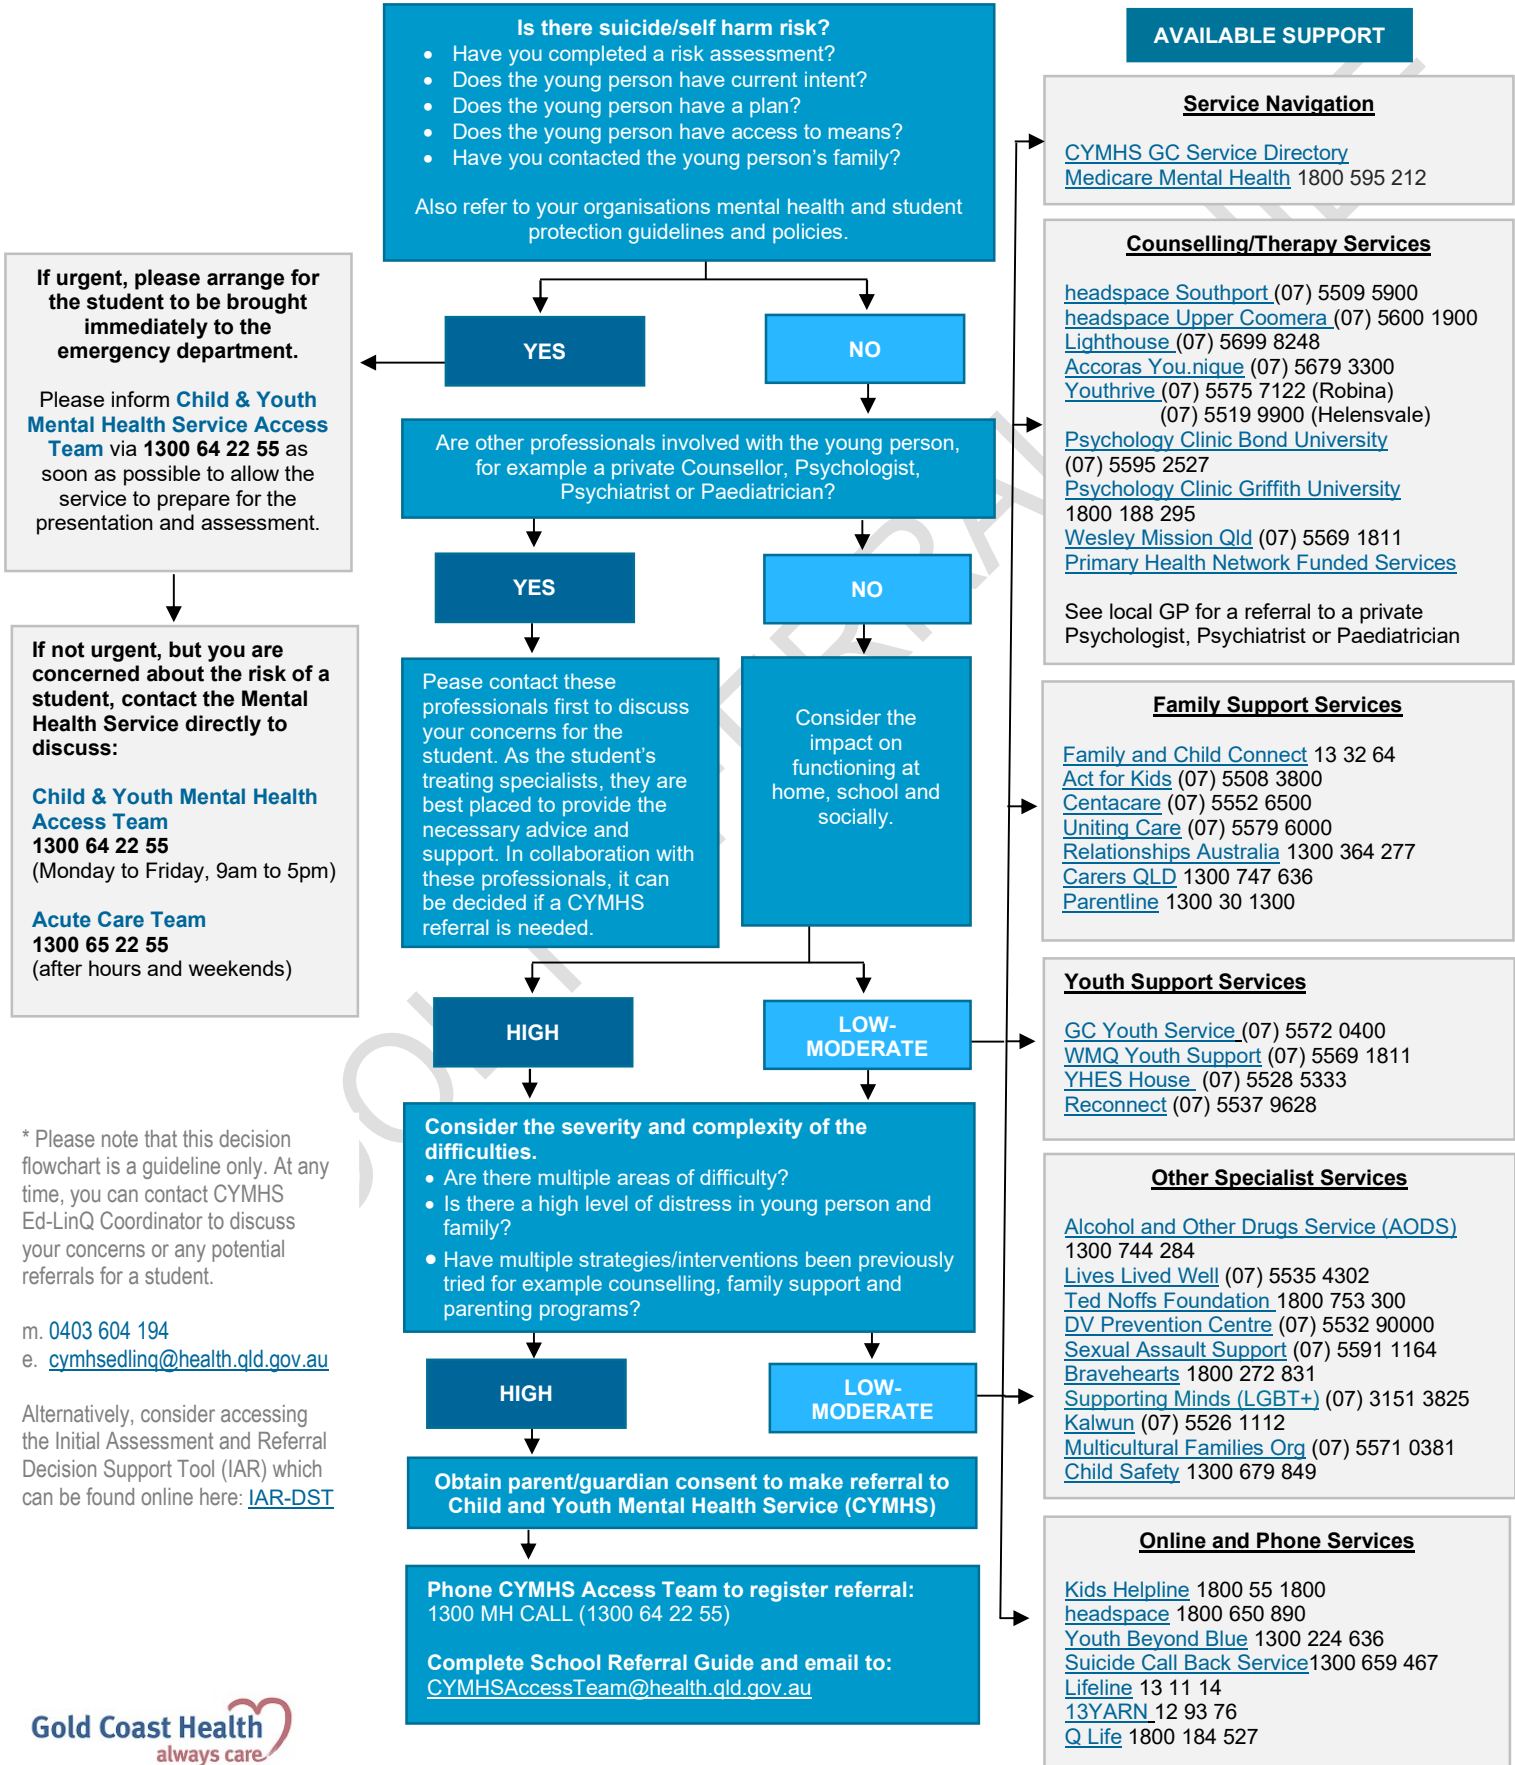 Is there suicide/self harm risk?
• Have you completed a risk assessment?
• Does the young person have current intent?
• Does the young person have a plan?
• Does the young person have access to means?
• Have you contacted the young person's family?
Also refer to your organisations mental health and student
protection guidelines and policies.
YES
NO
If urgent, please arrange for
the student to be brought
immediately to the
emergency department.
Please inform Child & Youth
Mental Health Service Access
Team via 1300 64 22 55 as
soon as possible to allow the
service to prepare for the
presentation and assessment.
If not urgent, but you are
concerned about the risk of a
student, contact the Mental
Health Service directly to
discuss:
Child & Youth Mental Health
Access Team
1300 64 22 55
(Monday to Friday, 9am to 5pm)
Acute Care Team
1300 65 22 55
(after hours and weekends)
Are other professionals involved with the young person,
for example a private Counsellor, Psychologist,
Psychiatrist or Paediatrician?
YES
NO
Pease contact these
professionals first to discuss
your concerns for the
student. As the student's
treating specialists, they are
best placed to provide the
necessary advice and
support. In collaboration with
these professionals, it can
be decided if a CYMHS
referral is needed.
Consider the
impact on
functioning at
home, school and
socially.
HIGH
LOW-
MODERATE
Consider the severity and complexity of the
difficulties.
• Are there multiple areas of difficulty?
• Is there a high level of distress in young person and
family?
• Have multiple strategies/interventions been previously
tried for example counselling, family support and
parenting programs?
HIGH
LOW-
MODERATE
Obtain parent/guardian consent to make referral to
Child and Youth Mental Health Service (CYMHS)
Phone CYMHS Access Team to register referral:
1300 MH CALL (1300 64 22 55)
Complete School Referral Guide and email to:
CYMHSAccessTeam@health.qld.gov.au
* Please note that this decision
flowchart is a guideline only. At any
time, you can contact CYMHS
Ed-LinQ Coordinator to discuss
your concerns or any potential
referrals for a student.
m. 0403 604 194
e. cymhsedlinq@health.qld.gov.au
Alternatively, consider accessing
the Initial Assessment and Referral
Decision Support Tool (IAR) which
can be found online here: IAR-DST
Gold Coast Health
always care
AVAILABLE SUPPORT
Service Navigation
CYMHS GC Service Directory
Medicare Mental Health 1800 595 212
Counselling/Therapy Services
headspace Southport (07) 5509 5900
headspace Upper Coomera (07) 5600 1900
Lighthouse (07) 5699 8248
Accoras You.nique (07) 5679 3300
Youthrive (07) 5575 7122 (Robina)
(07) 5519 9900 (Helensvale)
Psychology Clinic Bond University
(07) 5595 2527
Psychology Clinic Griffith University
1800 188 295
Wesley Mission Qld (07) 5569 1811
Primary Health Network Funded Services
See local GP for a referral to a private
Psychologist, Psychiatrist or Paediatrician
Family Support Services
Family and Child Connect 13 32 64
Act for Kids (07) 5508 3800
Centacare (07) 5552 6500
Uniting Care (07) 5579 6000
Relationships Australia 1300 364 277
Carers QLD 1300 747 636
Parentline 1300 30 1300
Youth Support Services
GC Youth Service (07) 5572 0400
WMQ Youth Support (07) 5569 1811
YHES House (07) 5528 5333
Reconnect (07) 5537 9628
Other Specialist Services
Alcohol and Other Drugs Service (AODS)
1300 744 284
Lives Lived Well (07) 5535 4302
Ted Noffs Foundation 1800 753 300
DV Prevention Centre (07) 5532 90000
Sexual Assault Support (07) 5591 1164
Bravehearts 1800 272 831
Supporting Minds (LGBT+) (07) 3151 3825
Kalwun (07) 5526 1112
Multicultural Families Org (07) 5571 0381
Child Safety 1300 679 849
Online and Phone Services
Kids Helpline 1800 55 1800
headspace 1800 650 890
Youth Beyond Blue 1300 224 636
Suicide Call Back Service1300 659 467
Lifeline 13 11 14
13YARN 12 93 76
Q Life 1800 184 527